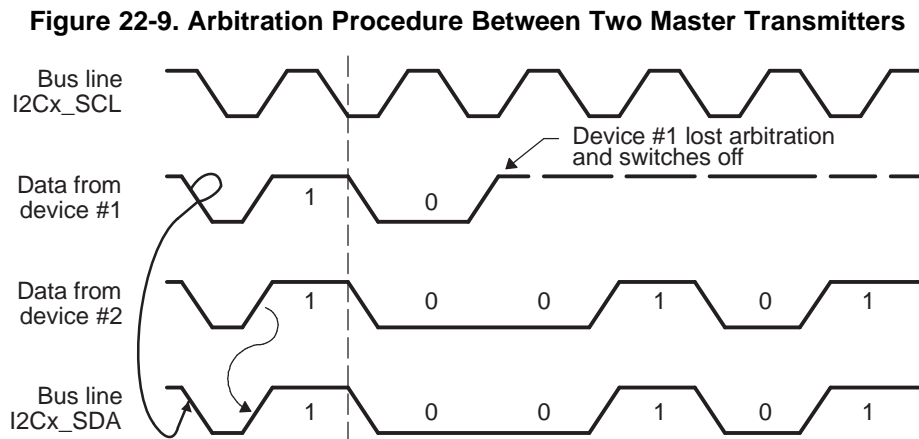 Figure 22-9. Arbitration Procedure Between Two Master Transmitters
Bus line
I2Cx_SCL
Device #1 lost arbitration
and switches off
Data from
device #1
1
0
Data from
device #2
1
0
0
1
0
1
Bus line
I2Cx_SDA
1
0
0
1
0
1